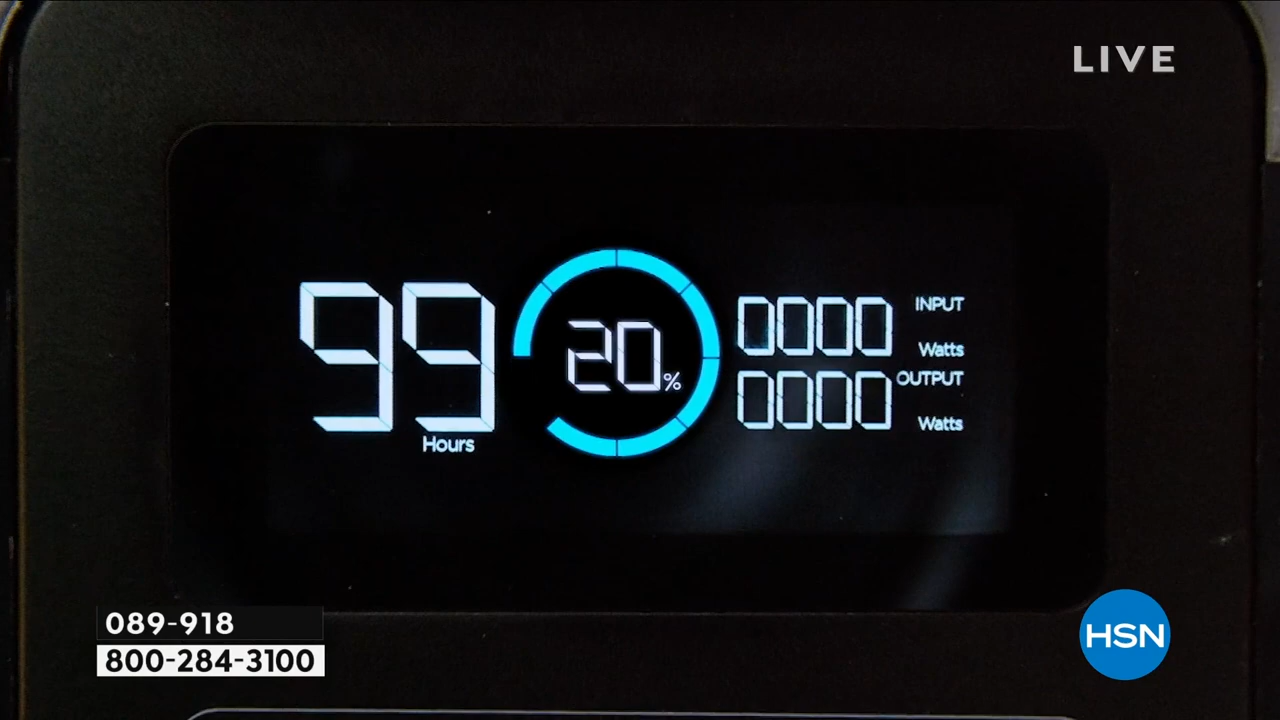 LIVE
99
Hours
20%
0000 INPUT
Watts
0000 OUTPUT
Watts
089-918
800-284-3100
HSN